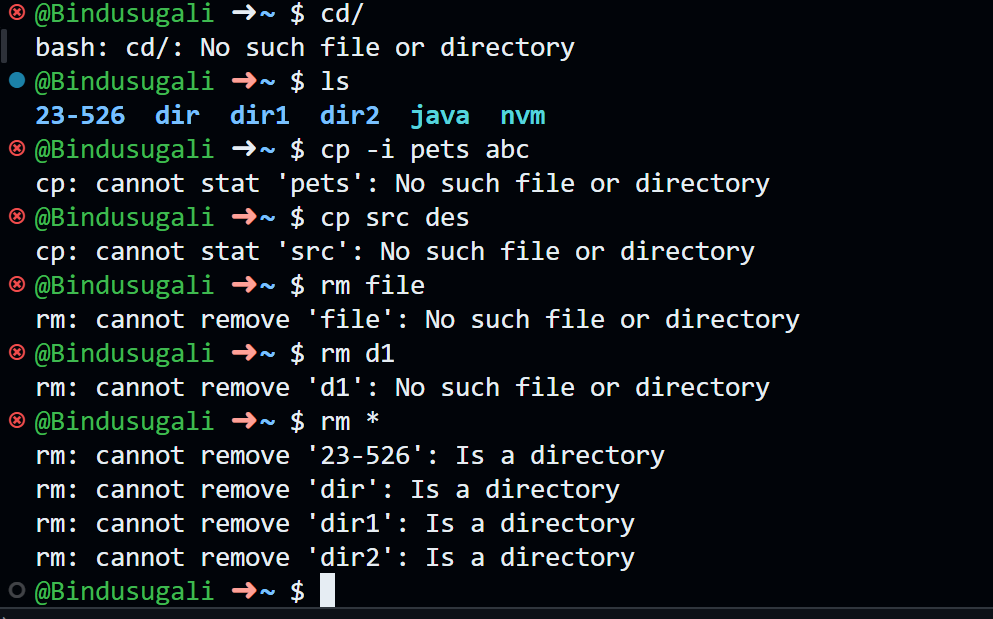 @Bindusugali ➜~ $ cd/
bash: cd/: No such file or directory
@Bindusugali ➜~ $ ls
23-526  dir  dir1  dir2  java  nvm
@Bindusugali ➜~ $ cp -i pets abc
cp: cannot stat 'pets': No such file or directory
@Bindusugali ➜~ $ cp src des
cp: cannot stat 'src': No such file or directory
@Bindusugali ➜~ $ rm file
rm: cannot remove 'file': No such file or directory
@Bindusugali ➜~ $ rm d1
rm: cannot remove 'd1': No such file or directory
@Bindusugali ➜~ $ rm *
rm: cannot remove '23-526': Is a directory
rm: cannot remove 'dir': Is a directory
rm: cannot remove 'dir1': Is a directory
rm: cannot remove 'dir2': Is a directory
@Bindusugali ➜~ $